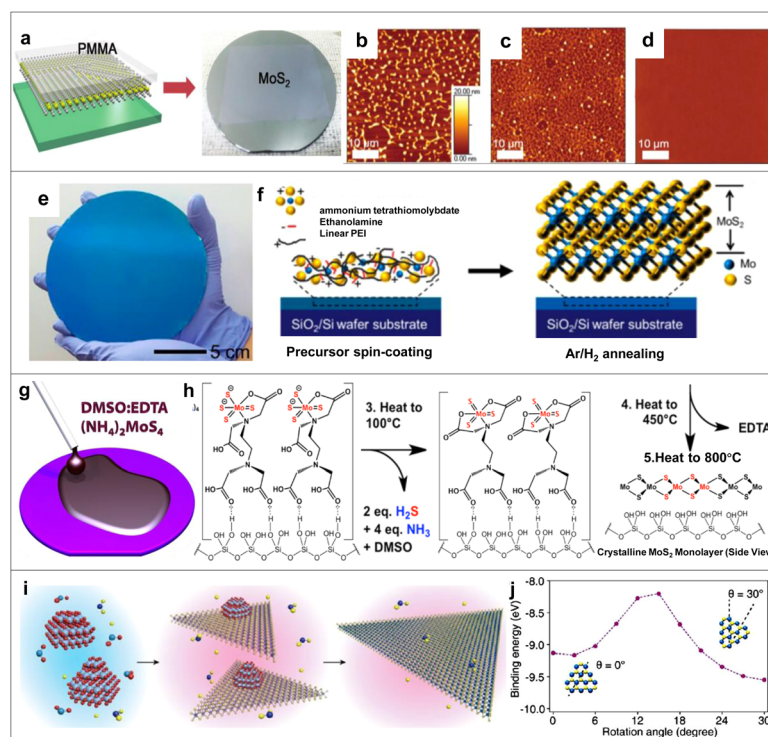 a
PMMA
MoS₂
b
10 µm
20.00 nm
0.00 nm
c
10 µm
d
10 µm
e
5 cm
f
ammonium tetrathiomolybdate
Ethanolamine
Linear PEI
SiO₂/Si wafer substrate
Precursor spin-coating
MoS₂
Mo
S
SiO₂/Si wafer substrate
Ar/H₂ annealing
g
DMSO:EDTA
(NH₄)₂MoS₄
h
3. Heat to
100°C
2 eq. H₂S
+ 4 eq. NH₃
+ DMSO
4. Heat to
450°C
EDTA
5.Heat to 800°C
Crystalline MoS₂ Monolayer (Side View
i
j
Binding energy (eV)
-8.0
-8.5
-9.0
-9.5
-10.0
θ = 0°
θ = 30°
0 6 12 18 24 30
Rotation angle (degree)